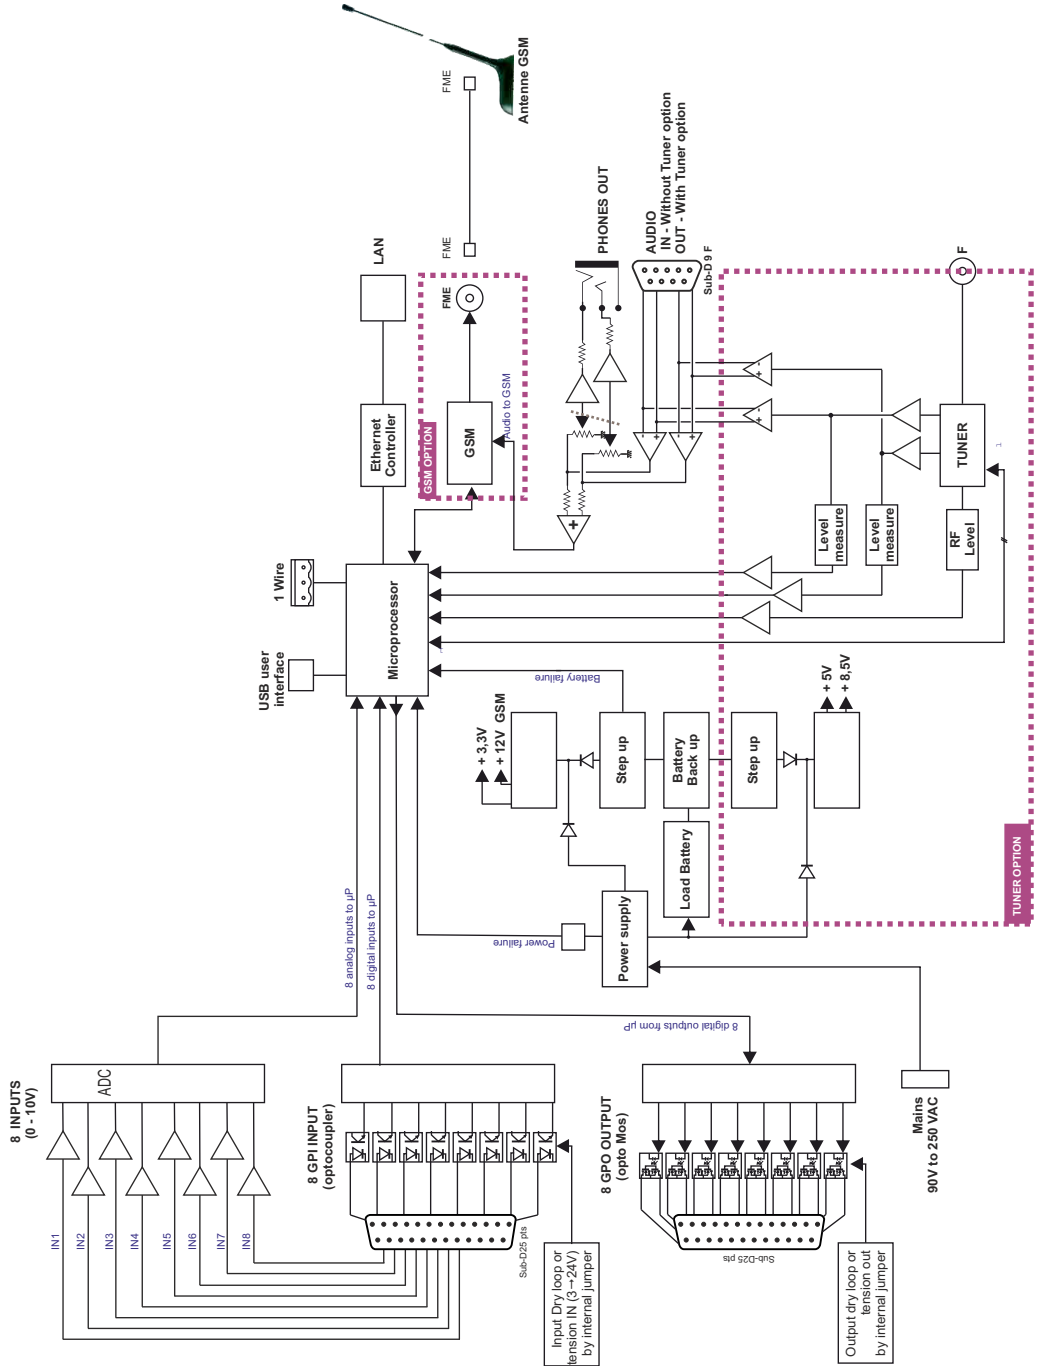 Antenne GSM
FME
FME
LAN
FME
GSM OPTION
GSM
Audio to GSM
Ethernet
Controller
1 Wire
USB user
interface
Microprocessor
PHONES OUT
AUDIO
IN - Without Tuner option
OUT - With Tuner option
Sub-D 9 F
F
TUNER
RF
Level
Level
measure
Level
measure
1
+
+
-
+
-
+
-
+
-
Battery failure
+ 3,3V
+ 12V GSM
Step up
Battery
Back up
Step up
+ 5V
+ 8,5V
Load Battery
Power supply
Power failure
TUNER OPTION
8 analog inputs to µP
8 digital inputs to µP
8 digital outputs from µP
8 INPUTS
(0 - 10V)
ADC
IN1
IN2
IN3
IN4
IN5
IN6
IN7
IN8
8 GPI INPUT
(optocoupler)
Sub-D25 pts
Input Dry loop or
tension IN (3→24V)
by internal jumper
8 GPO OUTPUT
(opto Mos)
Sub-D25 pts
Output dry loop or
tension out
by internal jumper
Mains
90V to 250 VAC